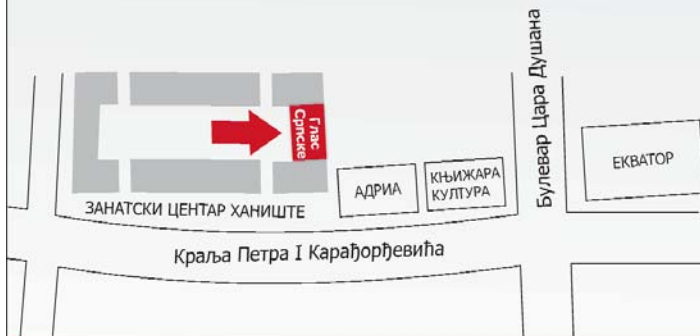 Булевар Цара Душана
Глас
Српске
ЕКВАТОР
АДРИА
КЊИЖАРА
КУЛТУРА
ЗАНАТСКИ ЦЕНТАР ХАНИШТЕ
Краља Петра I Карађорђевића